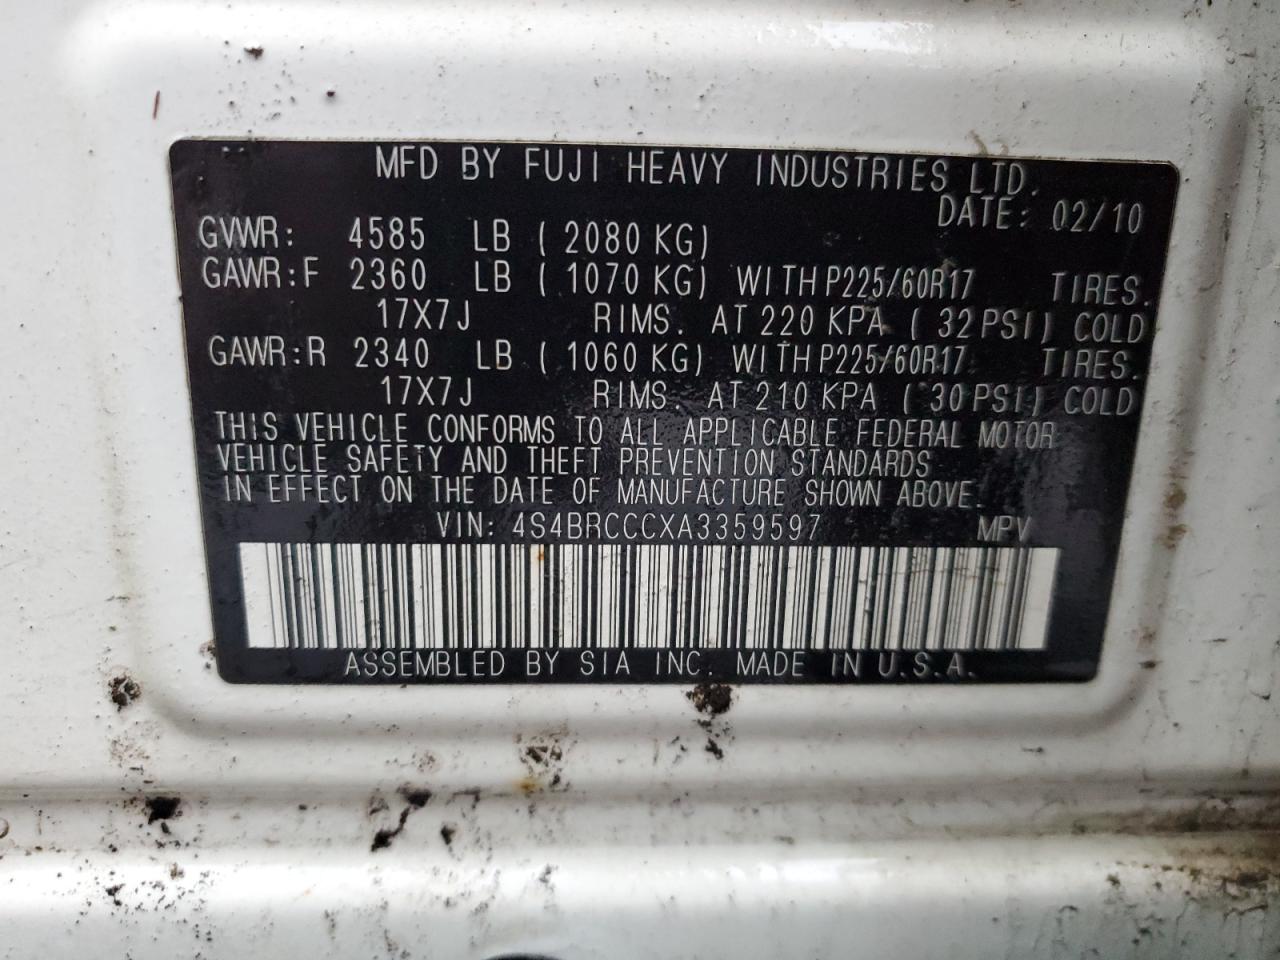 MFD BY FUJI HEAVY INDUSTRIES LTD.
DATE: 02/10
GVWR: 4585 LB ( 2080 KG)
GAWR:F 2360 LB ( 1070 KG) WITH P225/60R17 TIRES.
17X7J RIMS. AT 220 KPA ( 32 PSI) COLD
GAWR:R 2340 LB ( 1060 KG) WITH P225/60R17 TIRES.
17X7J RIMS. AT 210 KPA ( 30 PSI) COLD
THIS VEHICLE CONFORMS TO ALL APPLICABLE FEDERAL MOTOR
VEHICLE SAFETY AND THEFT PREVENTION STANDARDS
IN EFFECT ON THE DATE OF MANUFACTURE SHOWN ABOVE.
VIN: 4S4BRCCCXA3359597 MPV
ASSEMBLED BY SIA INC. MADE IN U.S.A.